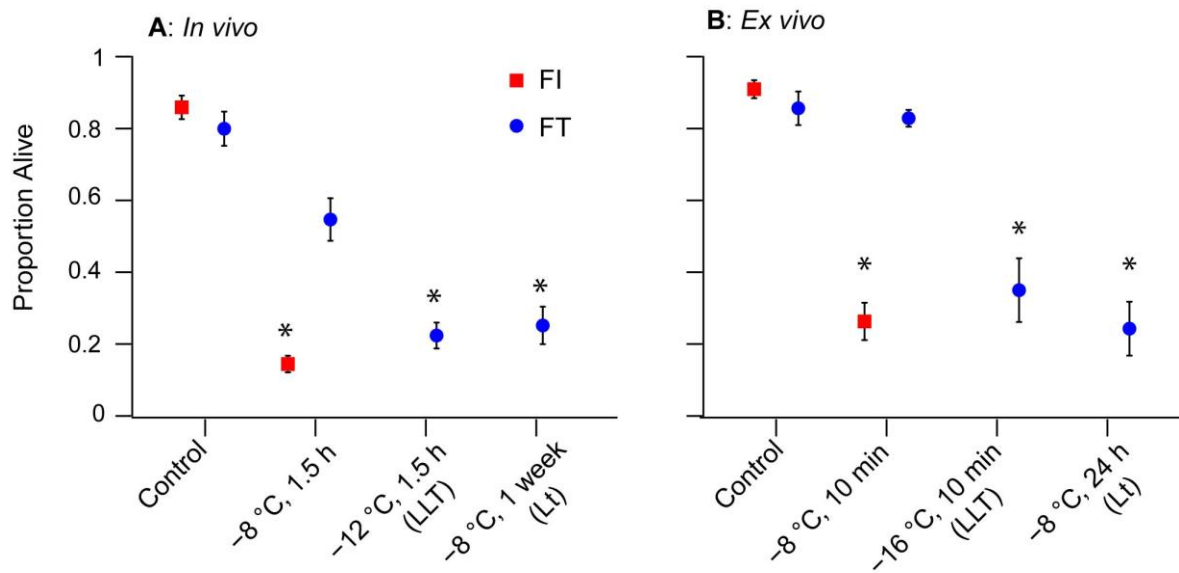 A: In vivo
B: Ex vivo
Proportion Alive
1
0.8
0.6
0.4
0.2
0
FI
FT
*
*
*
*
*
*
Control
−8 °C, 1.5 h
−12 °C, 1.5 h
(LLT)
−8 °C, 1 week
(Lt)
Control
−8 °C, 10 min
−16 °C, 10 min
(LLT)
−8 °C, 24 h
(Lt)